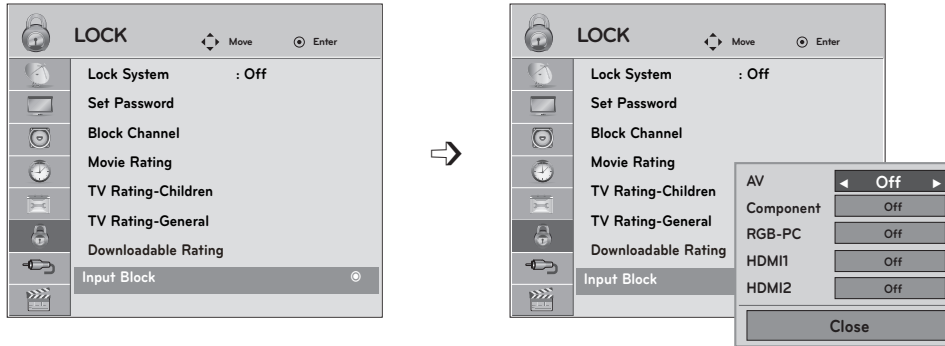 LOCK
Move
Enter
Lock System : Off
Set Password
Block Channel
Movie Rating
TV Rating-Children
TV Rating-General
Downloadable Rating
Input Block
LOCK
Move
Enter
Lock System : Off
Set Password
Block Channel
Movie Rating
TV Rating-Children
TV Rating-General
Downloadable Rating
Input Block
AV Off
Component Off
RGB-PC Off
HDMI1 Off
HDMI2 Off
Close